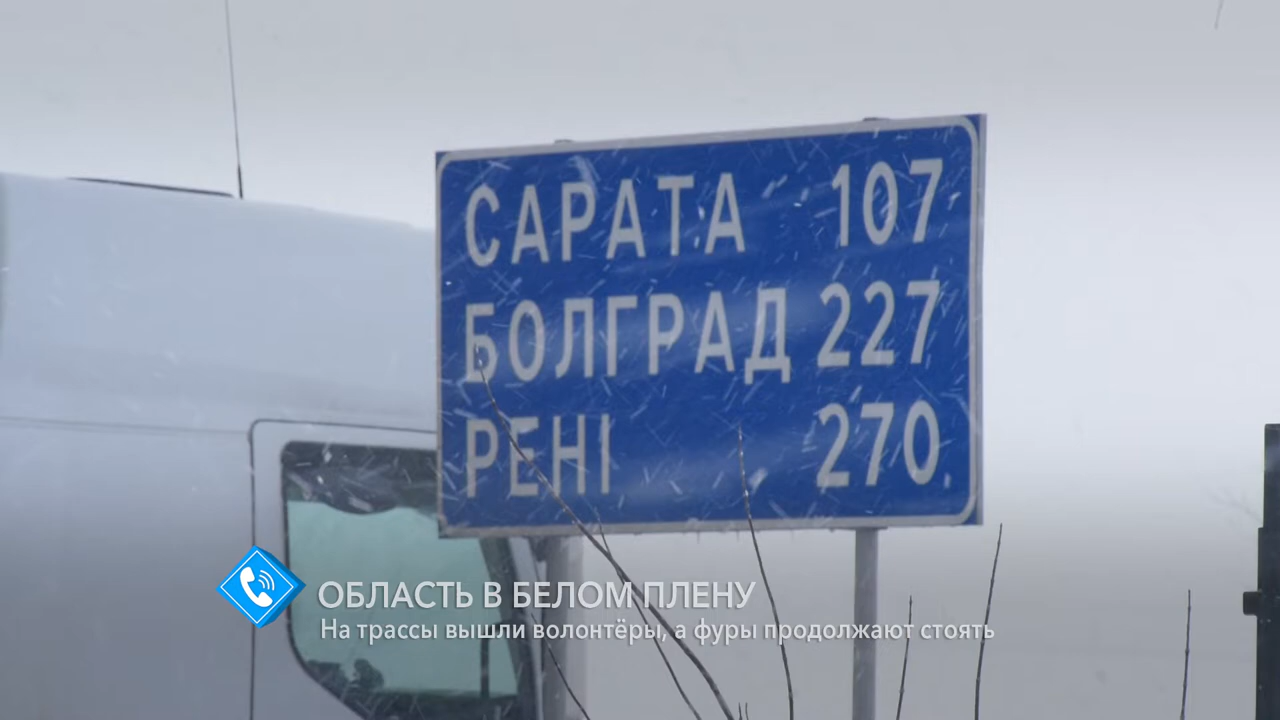 САРАТА 107
БОЛГРАД 227
РЕНІ 270
ОБЛАСТЬ В БЕЛОМ ПЛЕНУ
На трассы вышли волонтёры, а фуры продолжают стоять